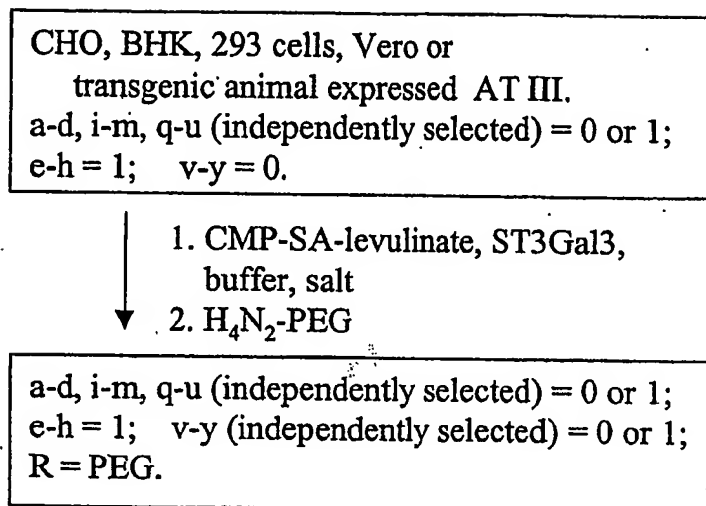 CHO, BHK, 293 cells, Vero or
transgenic animal expressed AT III.
a-d, i-m, q-u (independently selected) = 0 or 1;
e-h = 1; v-y = 0.
1. CMP-SA-levulinate, ST3Gal3,
buffer, salt
2. H₄N₂-PEG
a-d, i-m, q-u (independently selected) = 0 or 1;
e-h = 1; v-y (independently selected) = 0 or 1;
R = PEG.